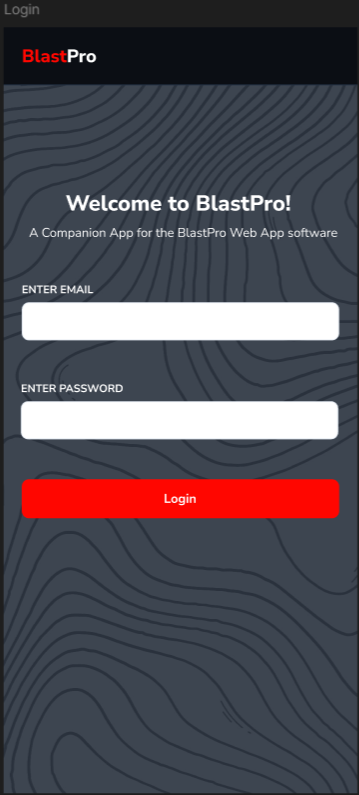 Login
BlastPro
Welcome to BlastPro!
A Companion App for the BlastPro Web App software
ENTER EMAIL
ENTER PASSWORD
Login